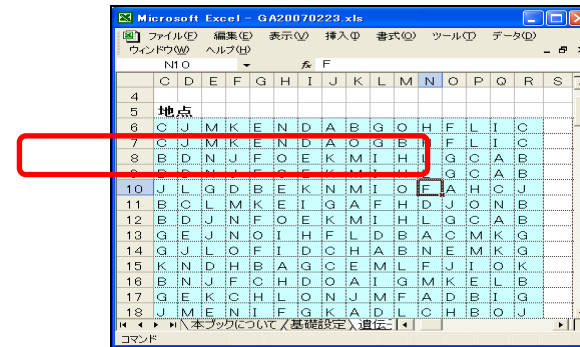 Microsoft Excel - GA20070223.xls
ファイル(F) 編集(E) 表示(V) 挿入(I) 書式(O) ツール(T) データ(D)
ウィンドウ(W) ヘルプ(H)
N10 fx F
C D E F G H I J K L M N O P Q R S
4
5 地点
6 C J M K E N D A B G O H F L I C
7 C J M K E N D A O G B H F L I C
8 B D N J F O E K M I H L G C A B
9 B D N J F O E K M I H G C A B
10 J L G D B E K N M I O F A H C J
11 B C L M K E I G A F H D J O N B
12 B D J N F O E K M I H L G C A B
13 G E J N O I H F L D B A C M K G
14 G J L O F I D C H A B N E M K G
15 K N D H B A G C E M L F J I O K
16 B N J F C H D O A I G M K E L B
17 G E K C H L O N J M F A D B I G
18 J M E N I F G K A D L C H B O J
本ブックについて 基礎設定 遺伝
コマンド